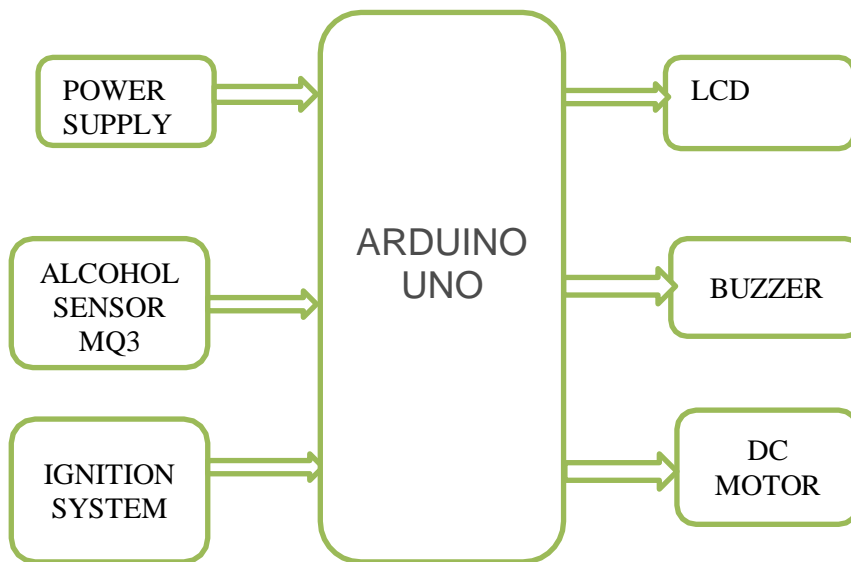 POWER
SUPPLY
ALCOHOL
SENSOR
MQ3
IGNITION
SYSTEM
ARDUINO
UNO
LCD
BUZZER
DC
MOTOR